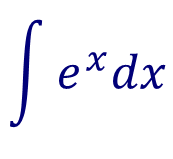 ∫ eˣ dx